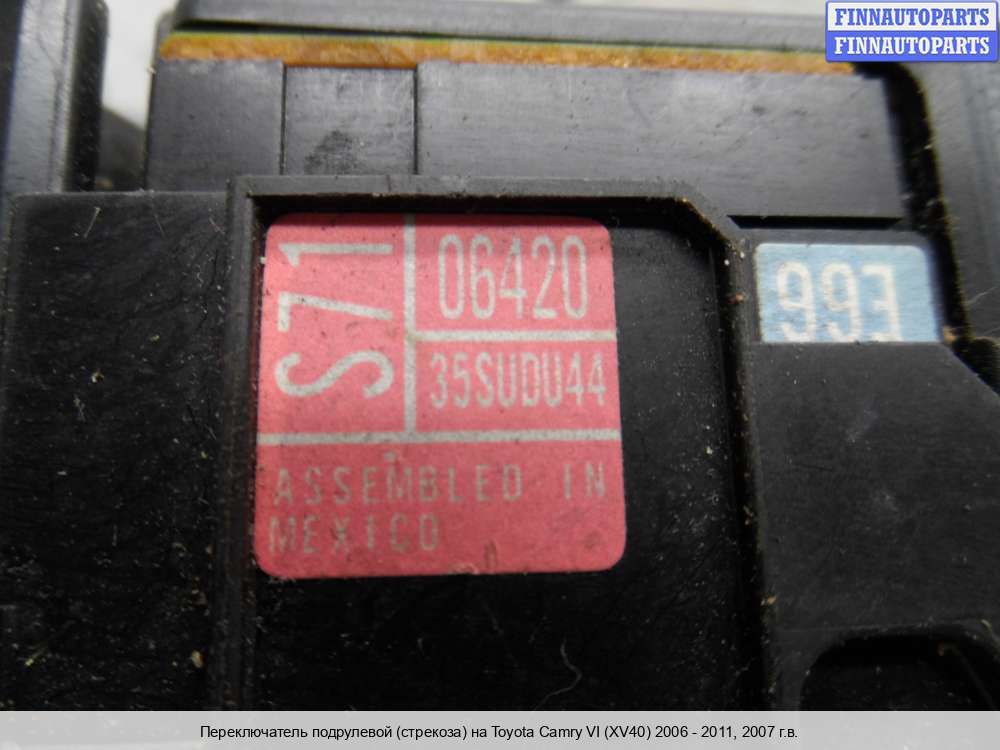 FINNAUTOPARTS
FINNAUTOPARTS
S71
06420
35SUDU44
ASSEMBLED IN
MEXICO
993
Переключатель подрулевой (стрекоза) на Toyota Camry VI (XV40) 2006 - 2011, 2007 г.в.